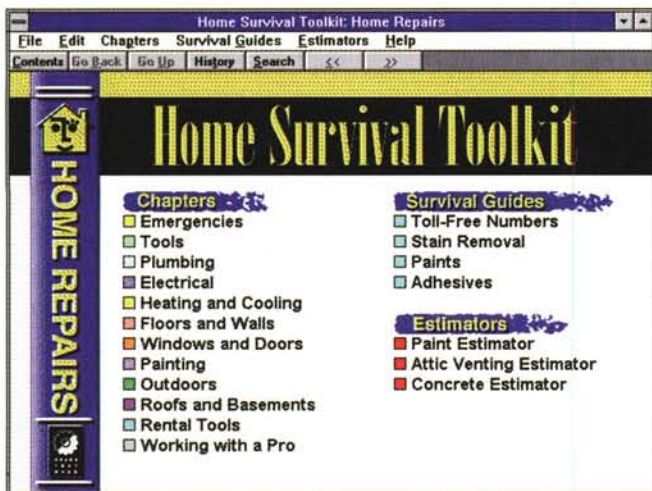 Home Survival Toolkit: Home Repairs
File Edit Chapters Survival Guides Estimators Help
Contents Go Back Go Up History Search << >>
Home Survival Toolkit
HOME REPAIRS
Chapters
Emergencies
Tools
Plumbing
Electrical
Heating and Cooling
Floors and Walls
Windows and Doors
Painting
Outdoors
Roofs and Basements
Rental Tools
Working with a Pro
Survival Guides
Toll-Free Numbers
Stain Removal
Paints
Adhesives
Estimators
Paint Estimator
Attic Venting Estimator
Concrete Estimator